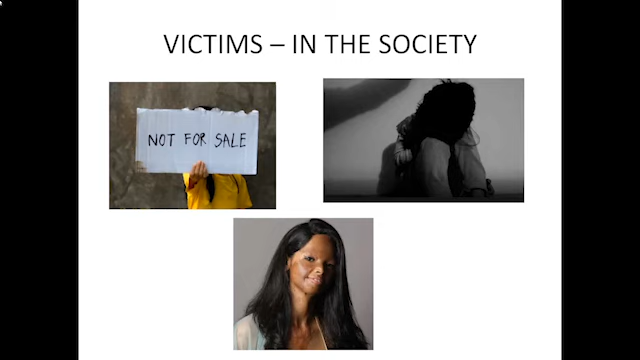 VICTIMS – IN THE SOCIETY
NOT FOR SALE